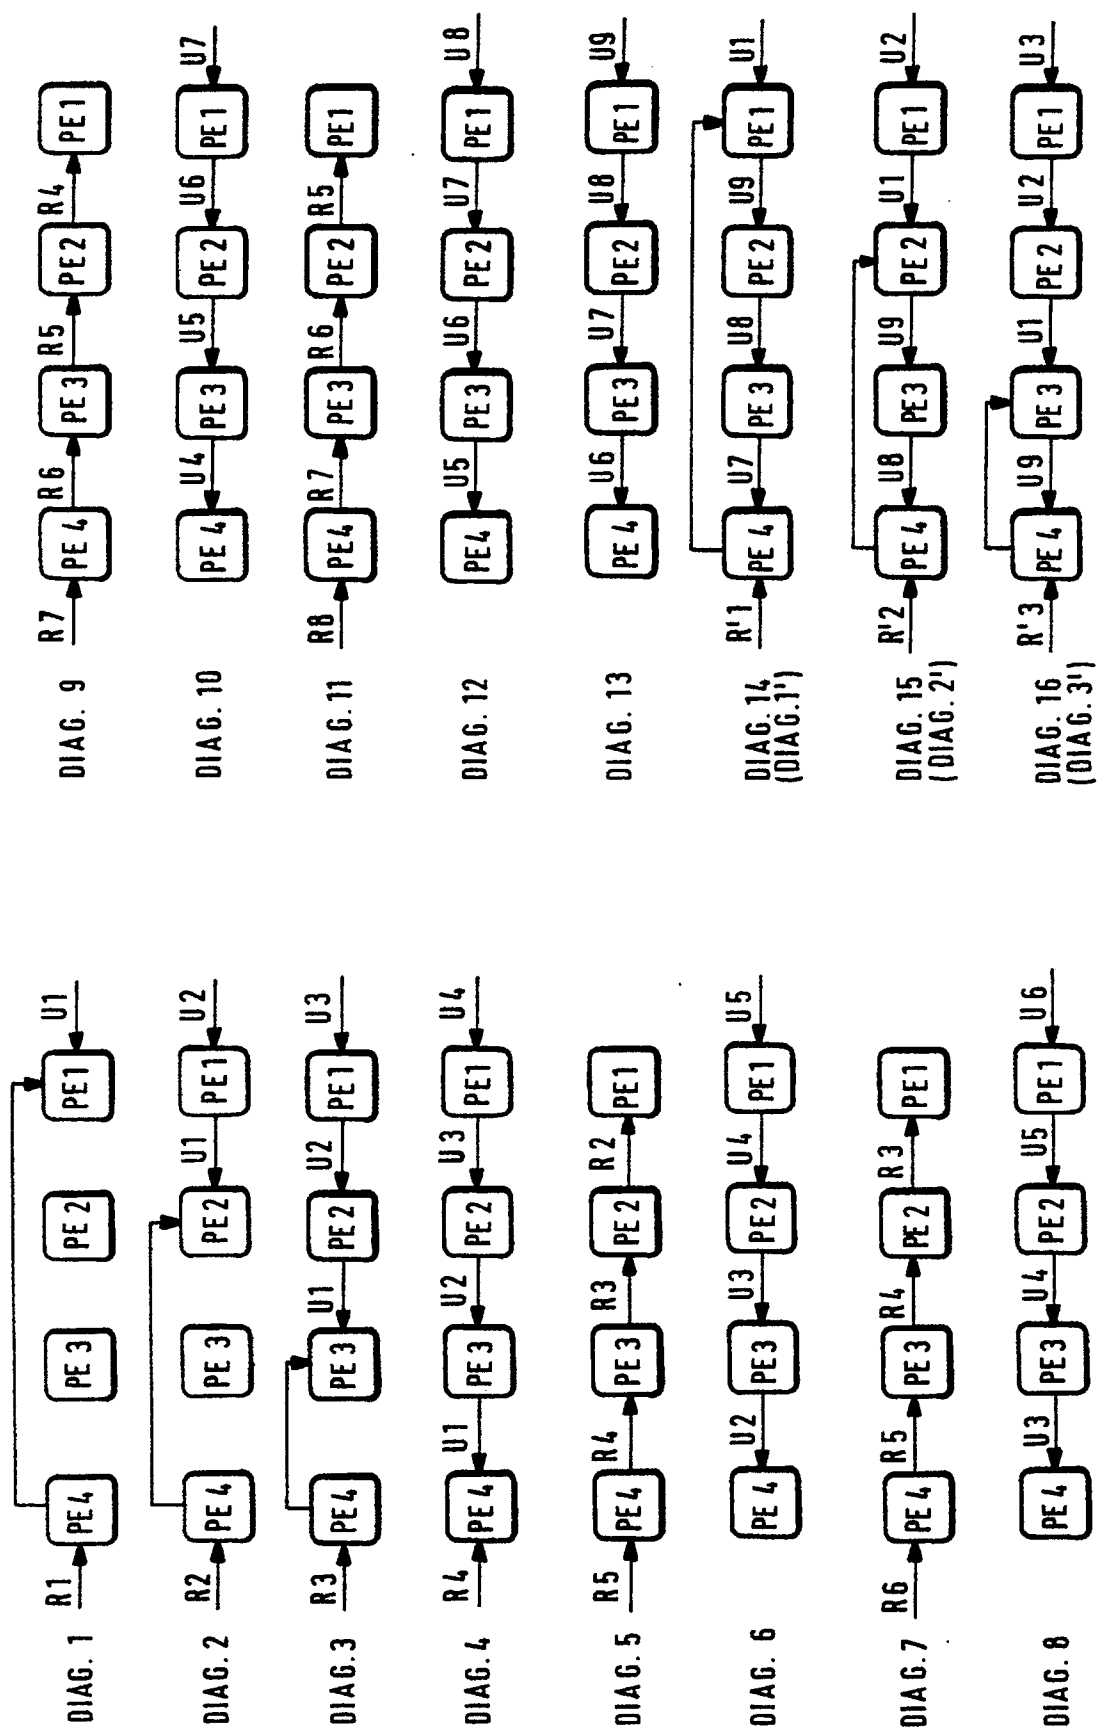 DIAG. 1 R1 PE4 PE3 PE2 PE1 U1
DIAG. 2 R2 PE4 PE3 PE2 U1 PE1 U2
DIAG.3 R3 PE4 PE3 U1 PE2 U2 PE1 U3
DIAG. 4 R4 PE4 U1 PE3 U2 PE2 U3 PE1 U4
DIAG. 5 R5 PE4 R4 PE3 R3 PE2 R2 PE1
DIAG. 6 PE4 U2 PE3 U3 PE2 U4 PE1 U5
DIAG.7 R6 PE4 R5 PE3 R4 PE2 R3 PE1
DIAG. 8 PE4 U3 PE3 U4 PE2 U5 PE1 U6
DIAG. 9 R7 PE4 R6 PE3 R5 PE2 R4 PE1
DIAG. 10 PE4 U4 PE3 U5 PE2 U6 PE1 U7
DIAG. 11 R8 PE4 R7 PE3 R6 PE2 R5 PE1
DIAG. 12 PE4 U5 PE3 U6 PE2 U7 PE1 U8
DIAG. 13 PE4 U6 PE3 U7 PE2 U8 PE1 U9
DIAG. 14 R'1 PE4 U7 PE3 U8 PE2 U9 PE1 U1
(DIAG.1')
DIAG. 15 R'2 PE4 U8 PE3 U9 PE2 U1 PE1 U2
(DIAG. 2')
DIAG. 16 R'3 PE4 U9 PE3 U1 PE2 U2 PE1 U3
(DIAG. 3')